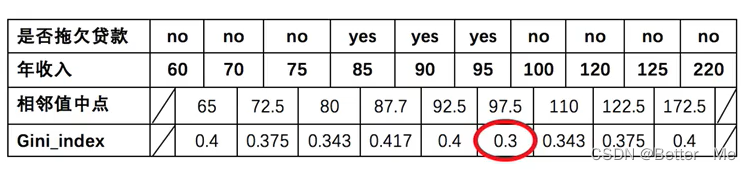 是否拖欠贷款 no no no yes yes yes no no no no
年收入 60 70 75 85 90 95 100 120 125 220
相邻值中点 65 72.5 80 87.7 92.5 97.5 110 122.5 172.5
Gini_index 0.4 0.375 0.343 0.417 0.4 0.3 0.343 0.375 0.4
CSDN @Better Me